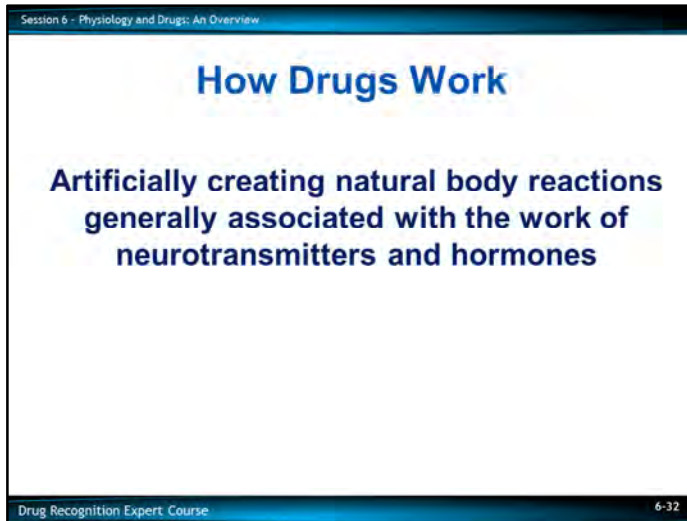 Session 6 - Physiology and Drugs: An Overview
How Drugs Work
Artificially creating natural body reactions
generally associated with the work of
neurotransmitters and hormones
Drug Recognition Expert Course
6-32